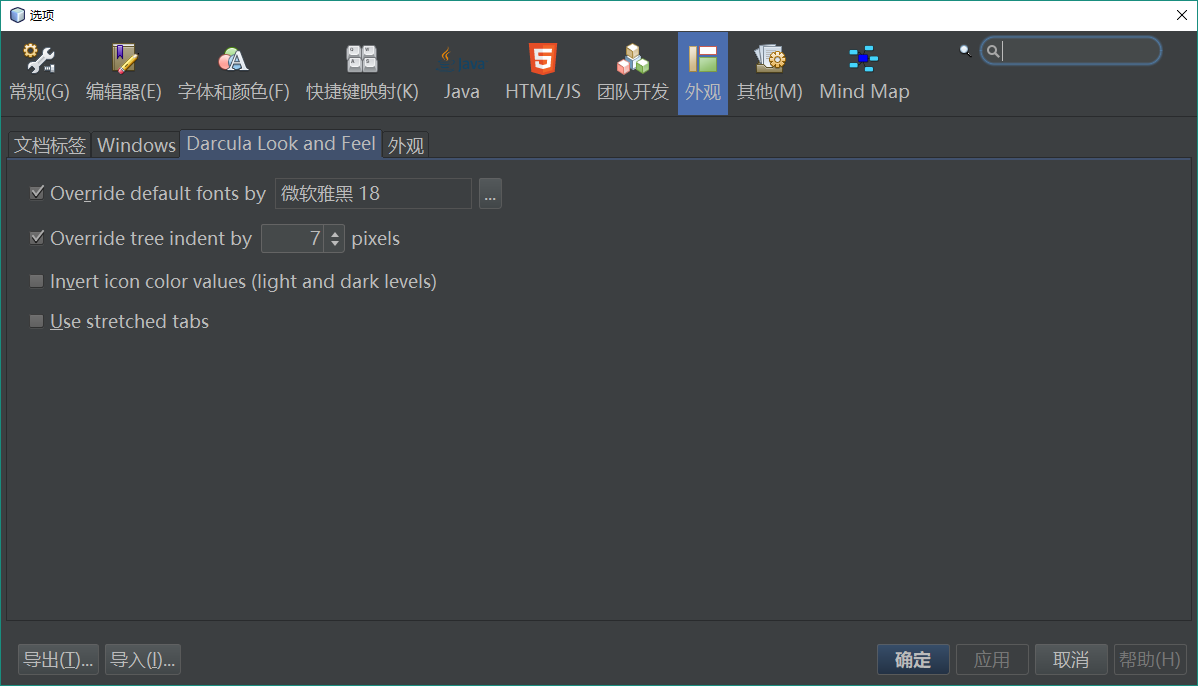 选项
常规(G) 编辑器(E) 字体和颜色(F) 快捷键映射(K) Java HTML/JS 团队开发 外观 其他(M) Mind Map
文档标签 Windows Darcula Look and Feel 外观
Override default fonts by 微软雅黑 18 ...
Override tree indent by 7 pixels
Invert icon color values (light and dark levels)
Use stretched tabs
导出(T)... 导入(I)... 确定 应用 取消 帮助(H)